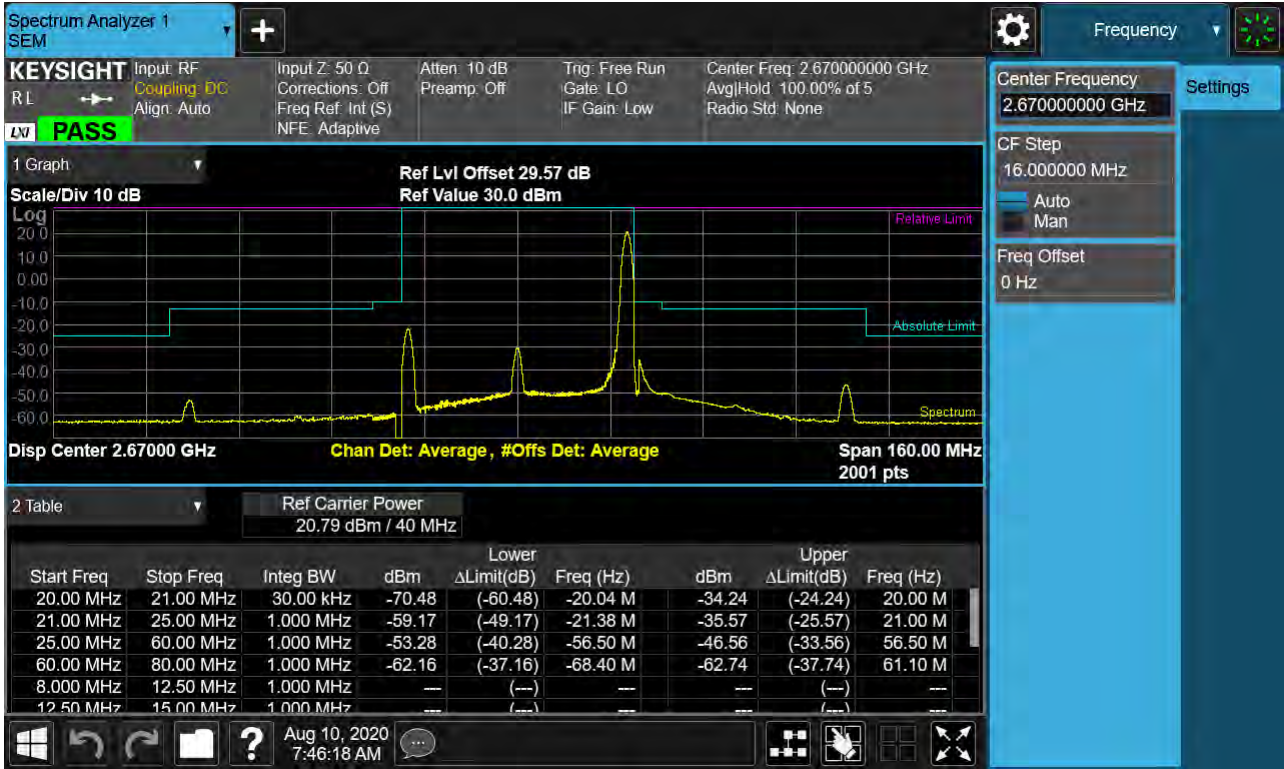 Spectrum Analyzer 1
SEM
Frequency
KEYSIGHT
RL
LXI
PASS
Input: RF
Coupling: DC
Align: Auto
Input Z: 50 Ω
Corrections: Off
Freq Ref: Int (S)
NFE: Adaptive
Atten: 10 dB
Preamp: Off
Trig: Free Run
Gate: LO
IF Gain: Low
Center Freq: 2.670000000 GHz
Avg|Hold: 100.00% of 5
Radio Std: None
Center Frequency
2.670000000 GHz
Settings
CF Step
16.000000 MHz
Auto
Man
Freq Offset
0 Hz
1 Graph
Scale/Div 10 dB
Ref Lvl Offset 29.57 dB
Ref Value 30.0 dBm
Log
20.0
10.0
0.00
-10.0
-20.0
-30.0
-40.0
-50.0
-60.0
Relative Limit
Absolute Limit
Spectrum
Disp Center 2.67000 GHz
Chan Det: Average, #Offs Det: Average
Span 160.00 MHz
2001 pts
2 Table
Ref Carrier Power
20.79 dBm / 40 MHz
Lower Upper
Start Freq Stop Freq Integ BW dBm ΔLimit(dB) Freq (Hz) dBm ΔLimit(dB) Freq (Hz)
20.00 MHz 21.00 MHz 30.00 kHz -70.48 (-60.48) -20.04 M -34.24 (-24.24) 20.00 M
21.00 MHz 25.00 MHz 1.000 MHz -59.17 (-49.17) -21.38 M -35.57 (-25.57) 21.00 M
25.00 MHz 60.00 MHz 1.000 MHz -53.28 (-40.28) -56.50 M -46.56 (-33.56) 56.50 M
60.00 MHz 80.00 MHz 1.000 MHz -62.16 (-37.16) -68.40 M -62.74 (-37.74) 61.10 M
8.000 MHz 12.50 MHz 1.000 MHz --- (---) --- --- (---) ---
12.50 MHz 15.00 MHz 1.000 MHz --- (---) --- --- (---) ---
?
Aug 10, 2020
7:46:18 AM